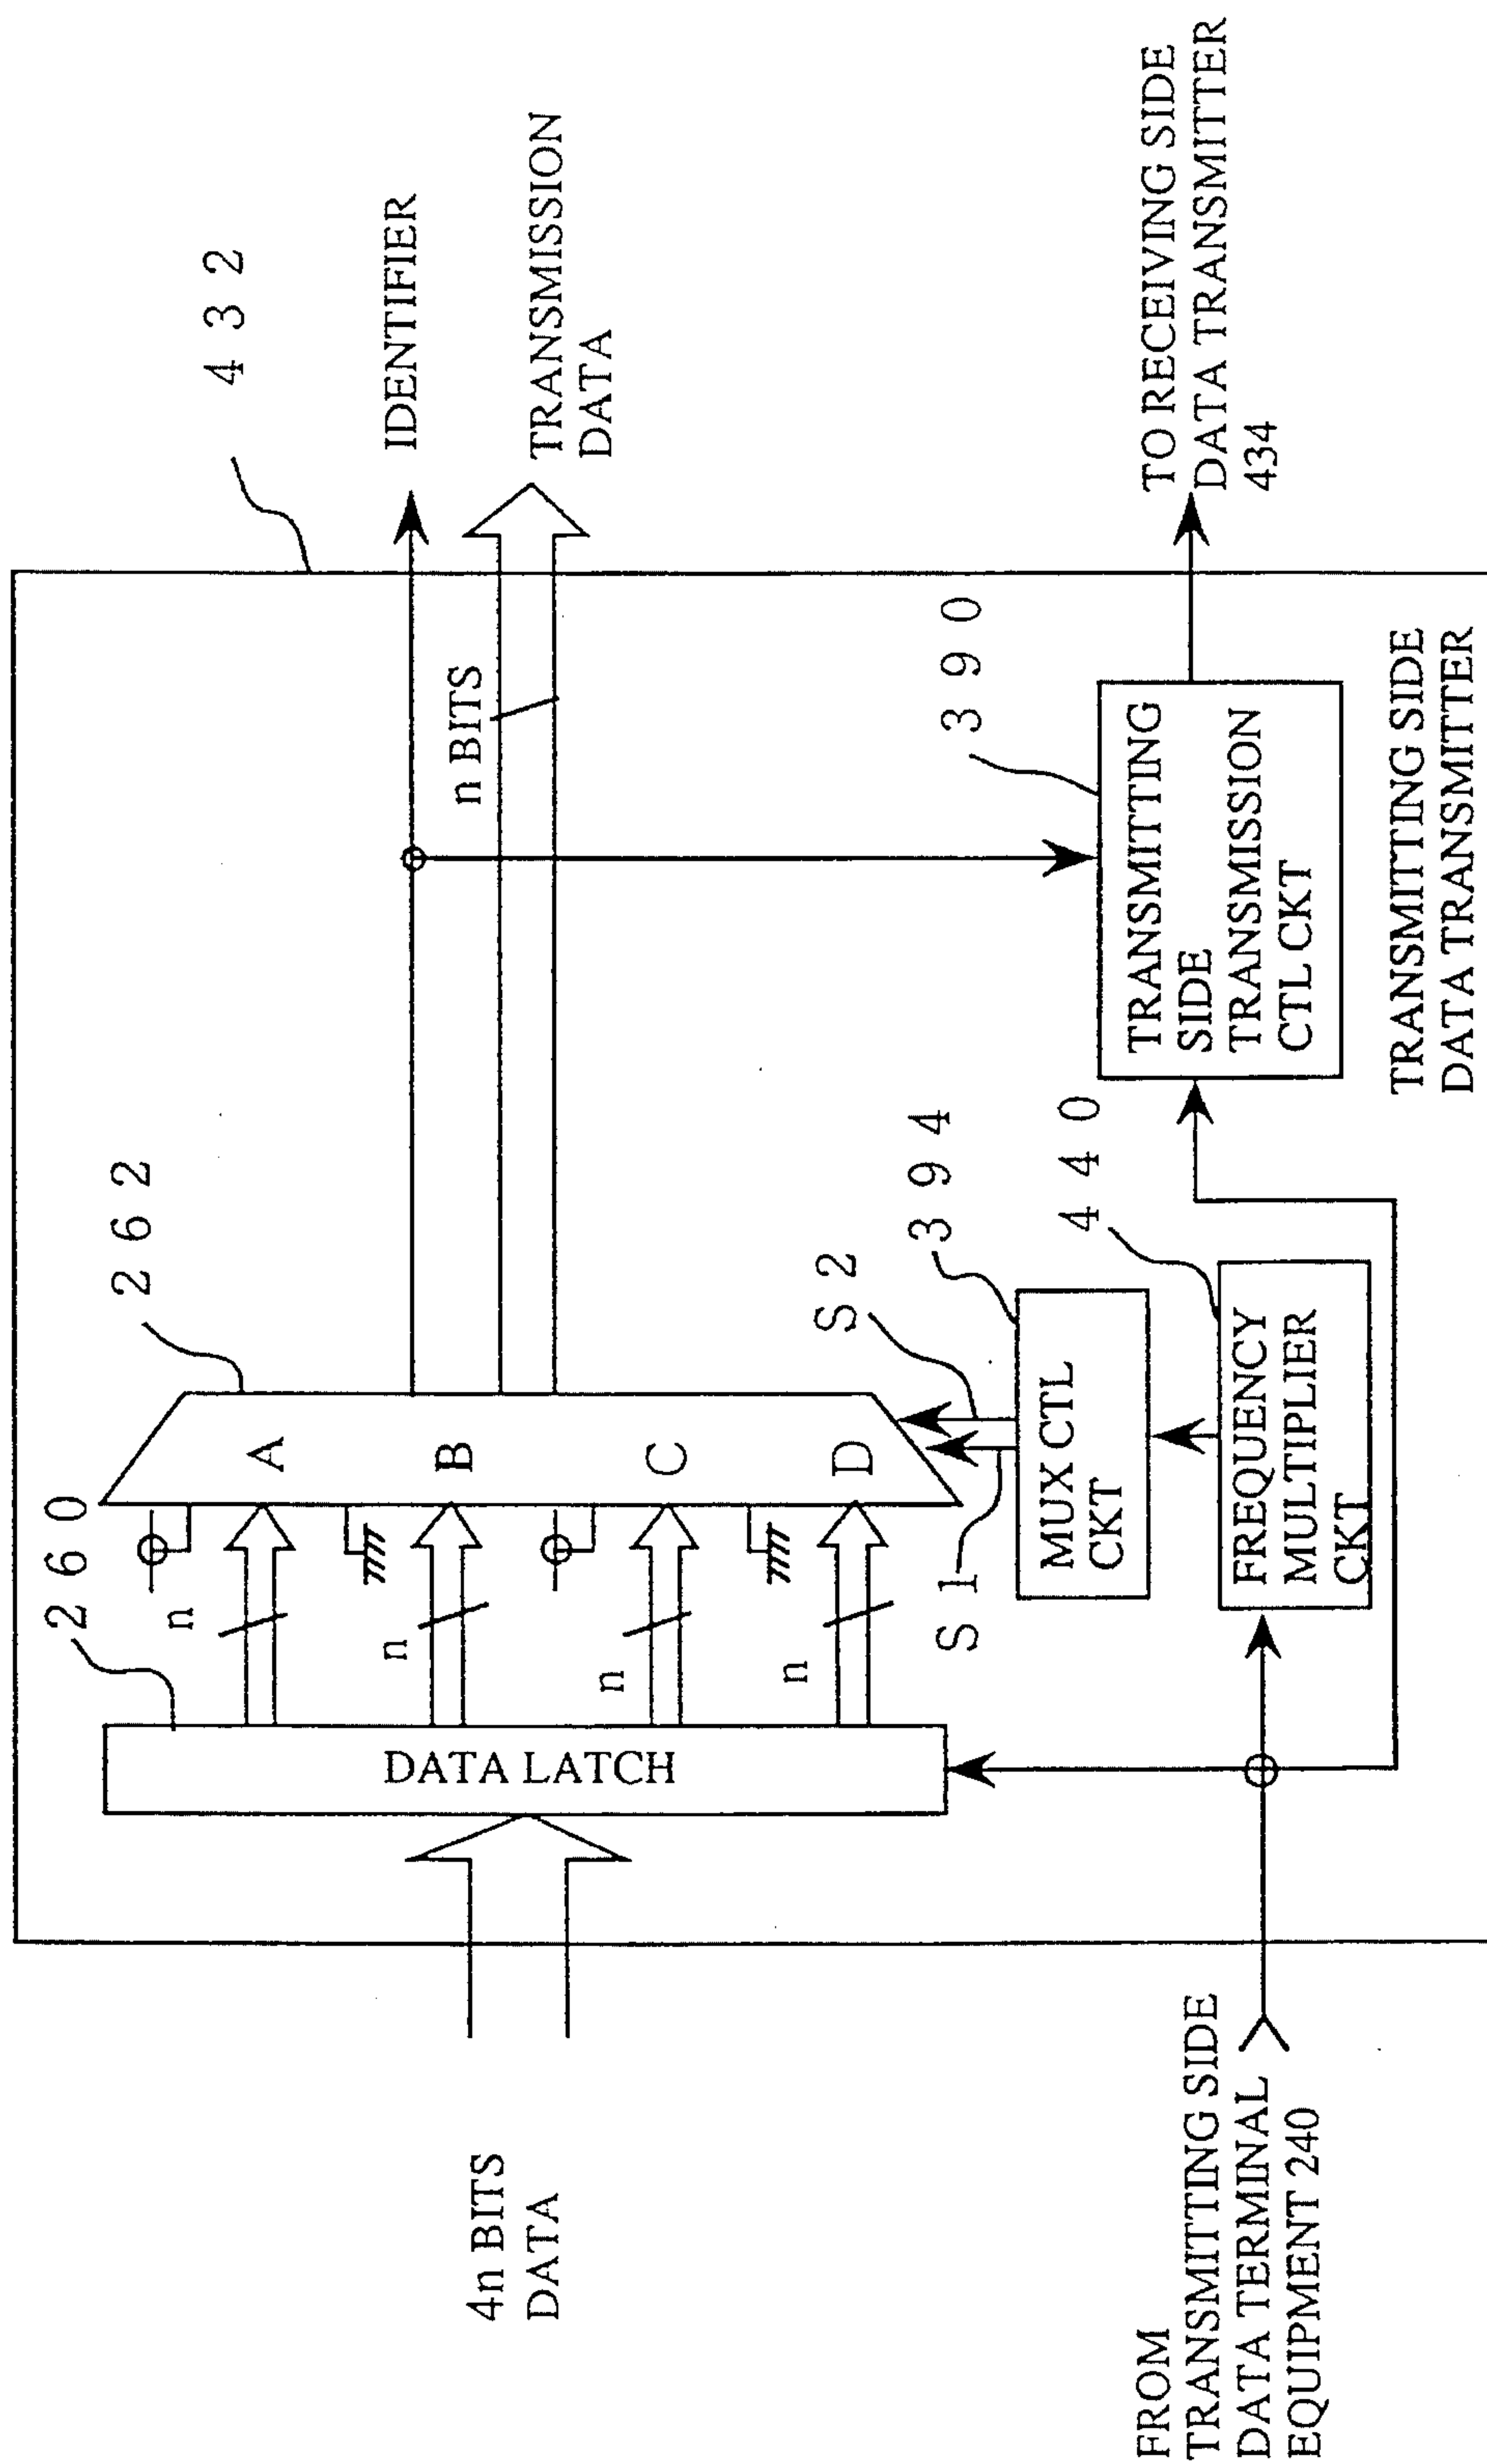 4 3 2
2 6 0
2 6 2
IDENTIFIER
TRANSMISSION
DATA
n BITS
4n BITS
DATA
DATA LATCH
n
n
n
n
A
B
C
D
S 1
S 2
3 9 4
MUX CTL
CKT
4 4 0
FREQUENCY
MULTIPLIER
CKT
3 9 0
TRANSMITTING
SIDE
TRANSMISSION
CTL CKT
TO RECEIVING SIDE
DATA TRANSMITTER
434
FROM
TRANSMITTING SIDE
DATA TERMINAL
EQUIPMENT 240
TRANSMITTING SIDE
DATA TRANSMITTER